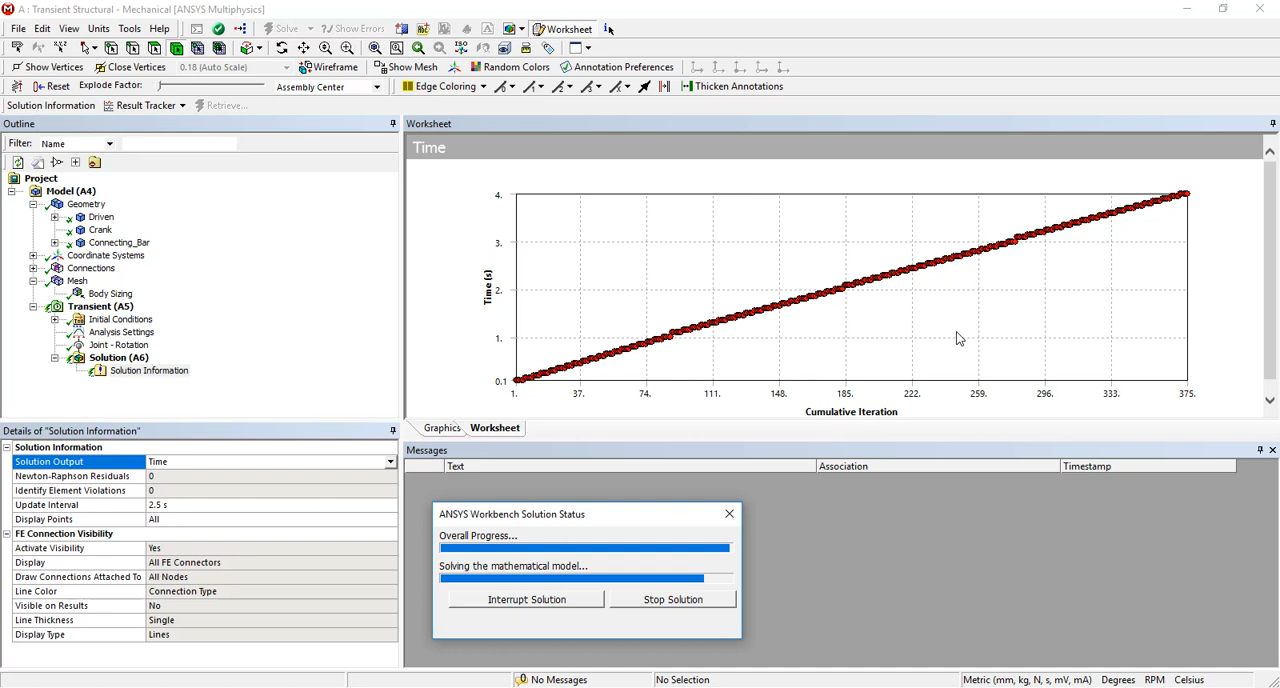 A : Transient Structural - Mechanical [ANSYS Multiphysics]
File Edit View Units Tools Help Solve ?/ Show Errors Worksheet
Show Vertices Close Vertices 0.18 (Auto Scale) Wireframe Show Mesh Random Colors Annotation Preferences
Reset Explode Factor: Assembly Center Edge Coloring Thicken Annotations
Solution Information Result Tracker Retrieve...
Outline
Filter: Name
Project
Model (A4)
Geometry
Driven
Crank
Connecting_Bar
Coordinate Systems
Connections
Mesh
Body Sizing
Transient (A5)
Initial Conditions
Analysis Settings
Joint - Rotation
Solution (A6)
Solution Information
Worksheet
Time
4.
3.
2.
1.
0.1
Time (s)
1. 37. 74. 111. 148. 185. 222. 259. 296. 333. 375.
Cumulative Iteration
Graphics Worksheet
Details of "Solution Information"
Solution Information
Solution Output Time
Newton-Raphson Residuals 0
Identify Element Violations 0
Update Interval 2.5 s
Display Points All
FE Connection Visibility
Activate Visibility Yes
Display All FE Connectors
Draw Connections Attached To All Nodes
Line Color Connection Type
Visible on Results No
Line Thickness Single
Display Type Lines
Messages
Text Association Timestamp
ANSYS Workbench Solution Status
Overall Progress...
Solving the mathematical model...
Interrupt Solution Stop Solution
No Messages No Selection Metric (mm, kg, N, s, mV, mA) Degrees RPM Celsius